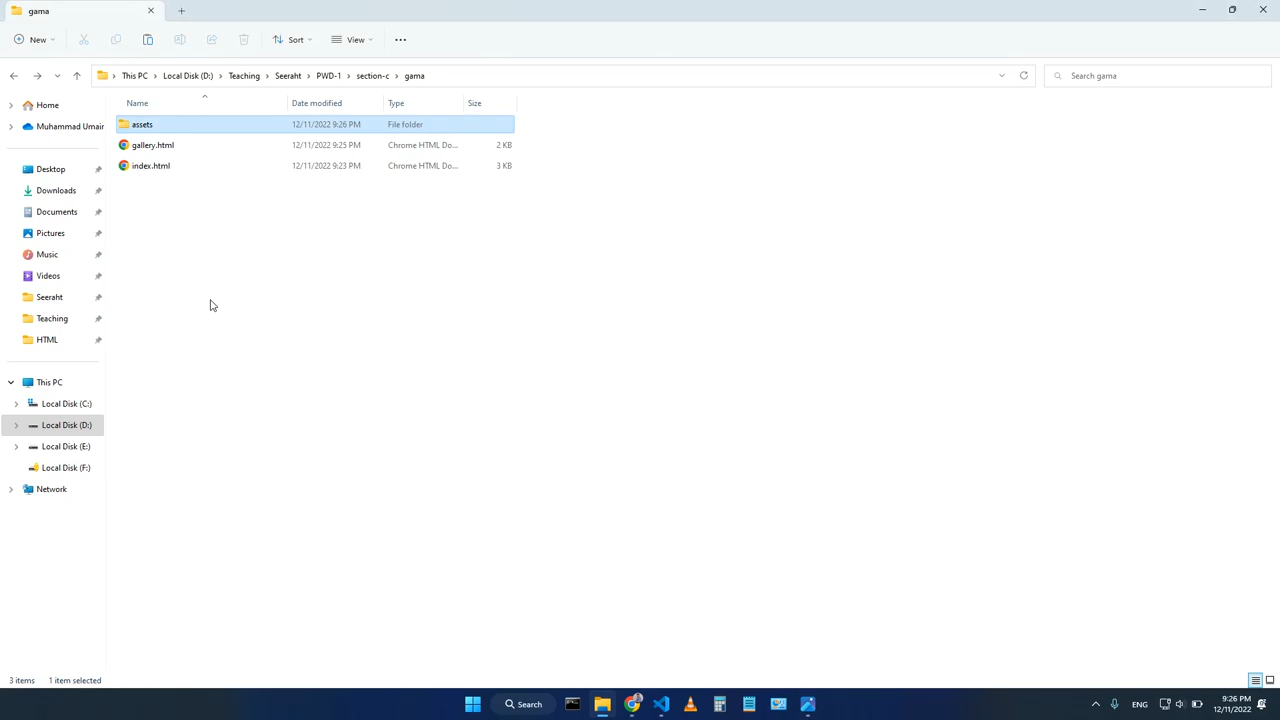 gama
New
Sort
View
This PC > Local Disk (D:) > Teaching > Seeraht > PWD-1 > section-c > gama
Search gama
Name Date modified Type Size
assets 12/11/2022 9:26 PM File folder
gallery.html 12/11/2022 9:25 PM Chrome HTML Do... 2 KB
index.html 12/11/2022 9:23 PM Chrome HTML Do... 3 KB
Home
Muhammad Umair
Desktop
Downloads
Documents
Pictures
Music
Videos
Seeraht
Teaching
HTML
This PC
Local Disk (C:)
Local Disk (D:)
Local Disk (E:)
Local Disk (F:)
Network
3 items 1 item selected
Search
ENG
9:26 PM
12/11/2022